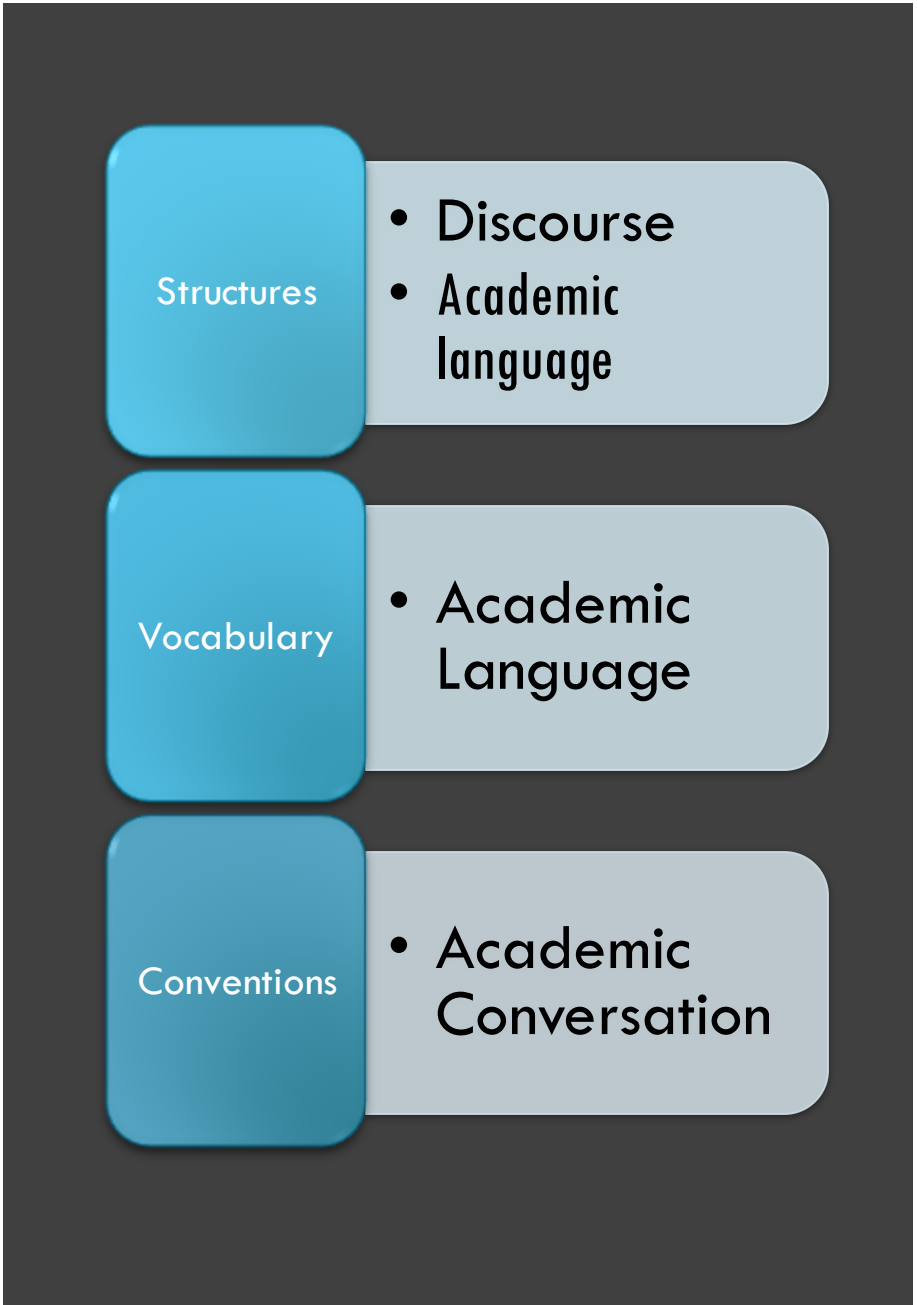 Structures
• Discourse
• Academic
language
Vocabulary
• Academic
Language
Conventions
• Academic
Conversation